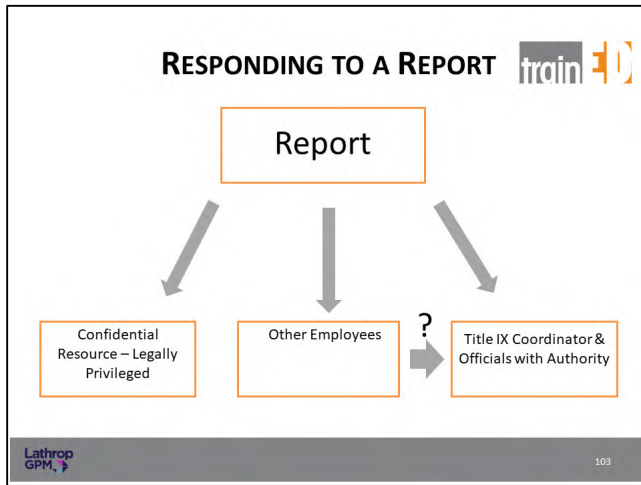 RESPONDING TO A REPORT
trainED
Report
?
Confidential
Resource – Legally
Privileged
Other Employees
Title IX Coordinator &
Officials with Authority
Lathrop
GPM
103